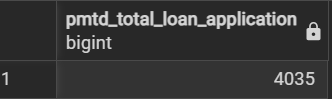 pmtd_total_loan_application
bigint
1
4035